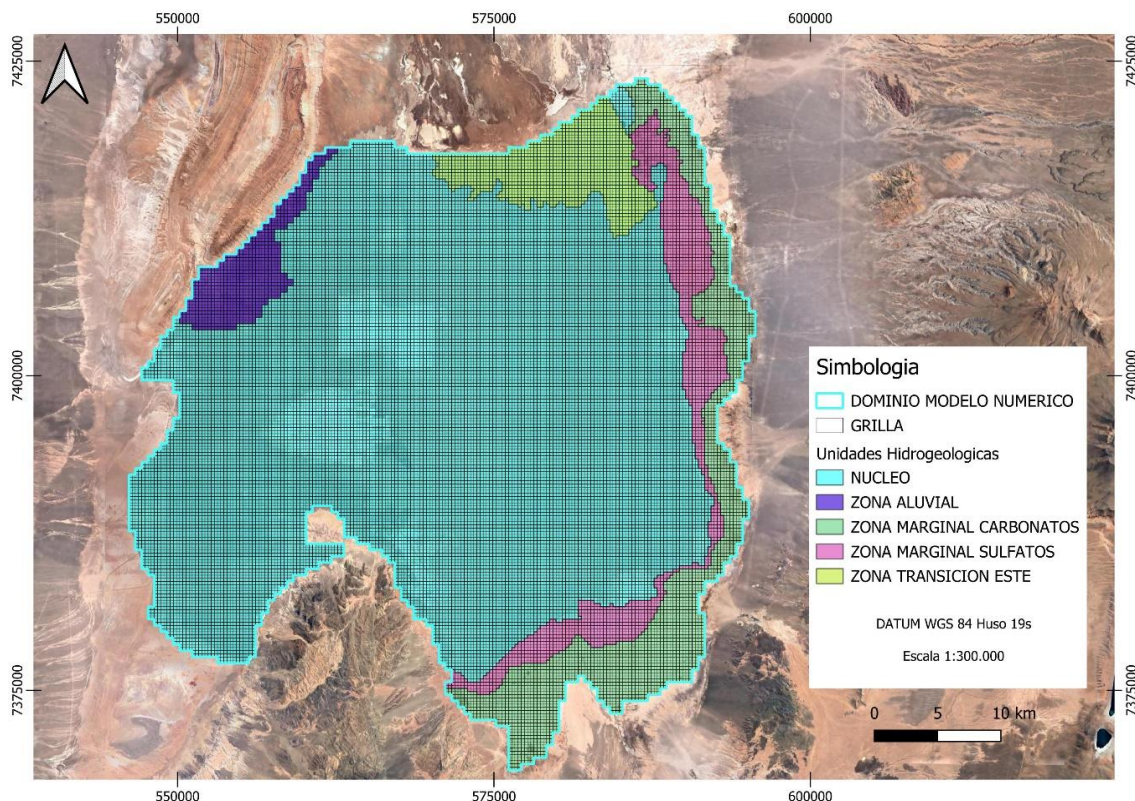 550000 575000 600000
7425000 7425000
7400000 7400000
Simbologia
DOMINIO MODELO NUMERICO
GRILLA
Unidades Hidrogeologicas
NUCLEO
ZONA ALUVIAL
ZONA MARGINAL CARBONATOS
ZONA MARGINAL SULFATOS
ZONA TRANSICION ESTE
DATUM WGS 84 Huso 19s
Escala 1:300.000
7375000 7375000
0 5 10 km
550000 575000 600000